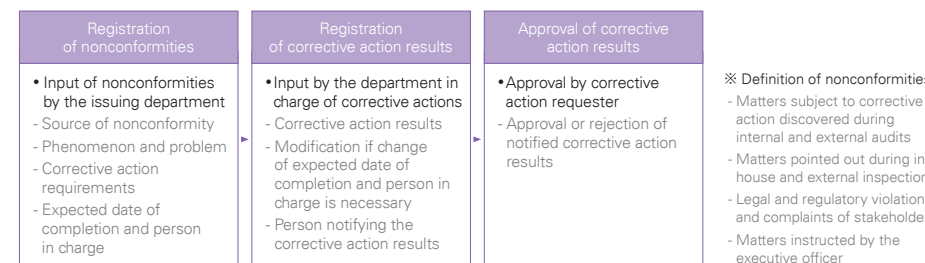 Registration
of nonconformities
• Input of nonconformities
by the issuing department
- Source of nonconformity
- Phenomenon and problem
- Corrective action
requirements
- Expected date of
completion and person
in charge
Registration
of corrective action results
• Input by the department in
charge of corrective actions
- Corrective action results
- Modification if change
of expected date of
completion and person in
charge is necessary
- Person notifying the
corrective action results
Approval of corrective
action results
• Approval by corrective
action requester
- Approval or rejection of
notified corrective action
results
※ Definition of nonconformities
- Matters subject to corrective
action discovered during
internal and external audits
- Matters pointed out during in
house and external inspection
- Legal and regulatory violation
and complaints of stakeholde
- Matters instructed by the
executive officer